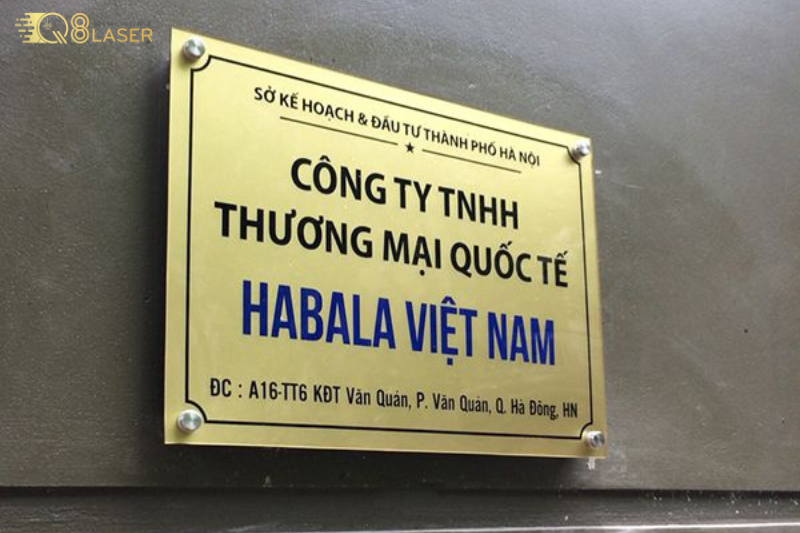 Q8LASER
SỞ KẾ HOẠCH & ĐẦU TƯ THÀNH PHỐ HÀ NỘI
CÔNG TY TNHH
THƯƠNG MẠI QUỐC TẾ
HABALA VIỆT NAM
ĐC : A16-TT6 KĐT Văn Quán, P. Văn Quán, Q. Hà Đông, HN